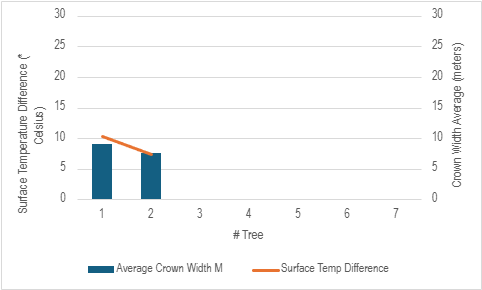 Surface Temperature Difference (*
Celsius)
30
25
20
15
10
5
0
30
25
20
15
10
5
0
Crown Width Average (meters)
1 2 3 4 5 6 7
# Tree
Average Crown Width M Surface Temp Difference